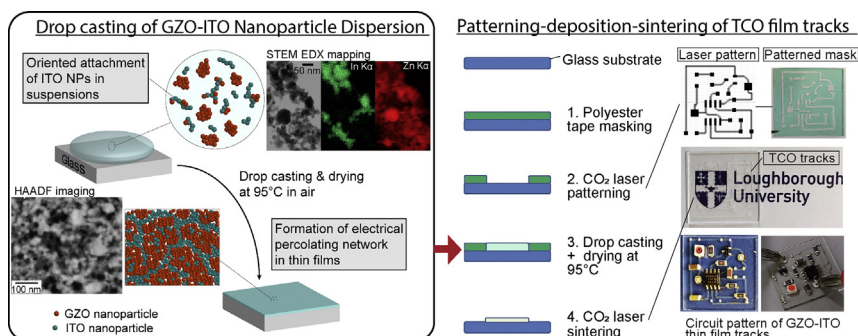 Drop casting of GZO-ITO Nanoparticle Dispersion
Oriented attachment
of ITO NPs in
suspensions
STEM EDX mapping
50 nm
In Kα
Zn Kα
Glass
Drop casting & drying
at 95°C in air
HAADF imaging
100 nm
Formation of electrical
percolating network
in thin films
GZO nanoparticle
ITO nanoparticle
Patterning-deposition-sintering of TCO film tracks
Glass substrate
1. Polyester
tape masking
2. CO₂ laser
patterning
3. Drop casting
+ drying at
95°C
4. CO₂ laser
sintering
Laser pattern
Patterned mask
TCO tracks
Loughborough
University
Circuit pattern of GZO-ITO
thin film tracks